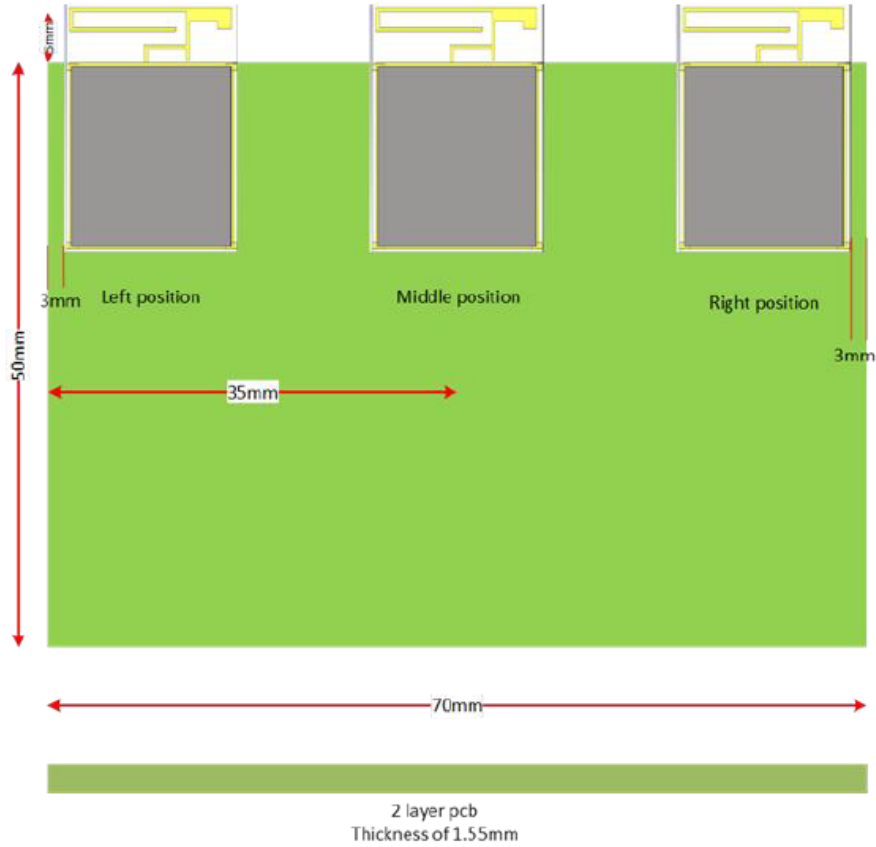 5mm
3mm
Left position
Middle position
Right position
3mm
50mm
35mm
70mm
2 layer pcb
Thickness of 1.55mm